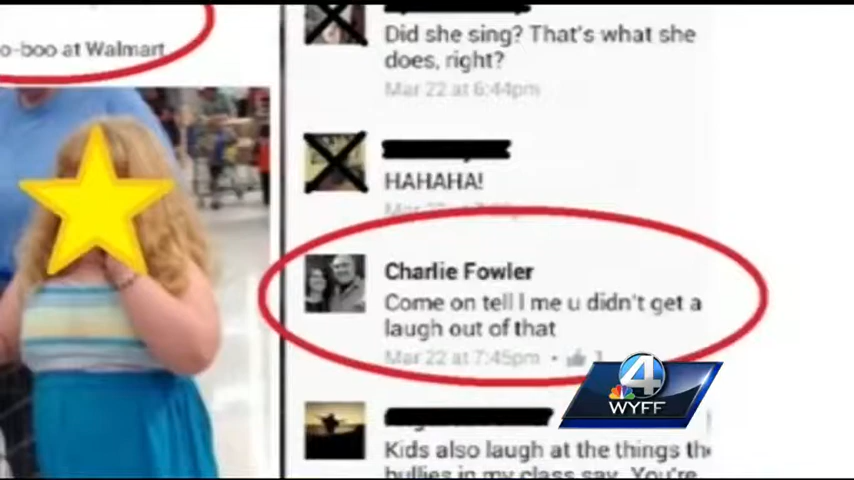 o-boo at Walmart
Did she sing? That's what she
does, right?
Mar 22 at 6:44pm
HAHAHA!
Charlie Fowler
Come on tell l me u didn't get a
laugh out of that
Mar 22 at 7:45pm • 1
Kids also laugh at the things the
bullies in my class say. You're
4
WYFF